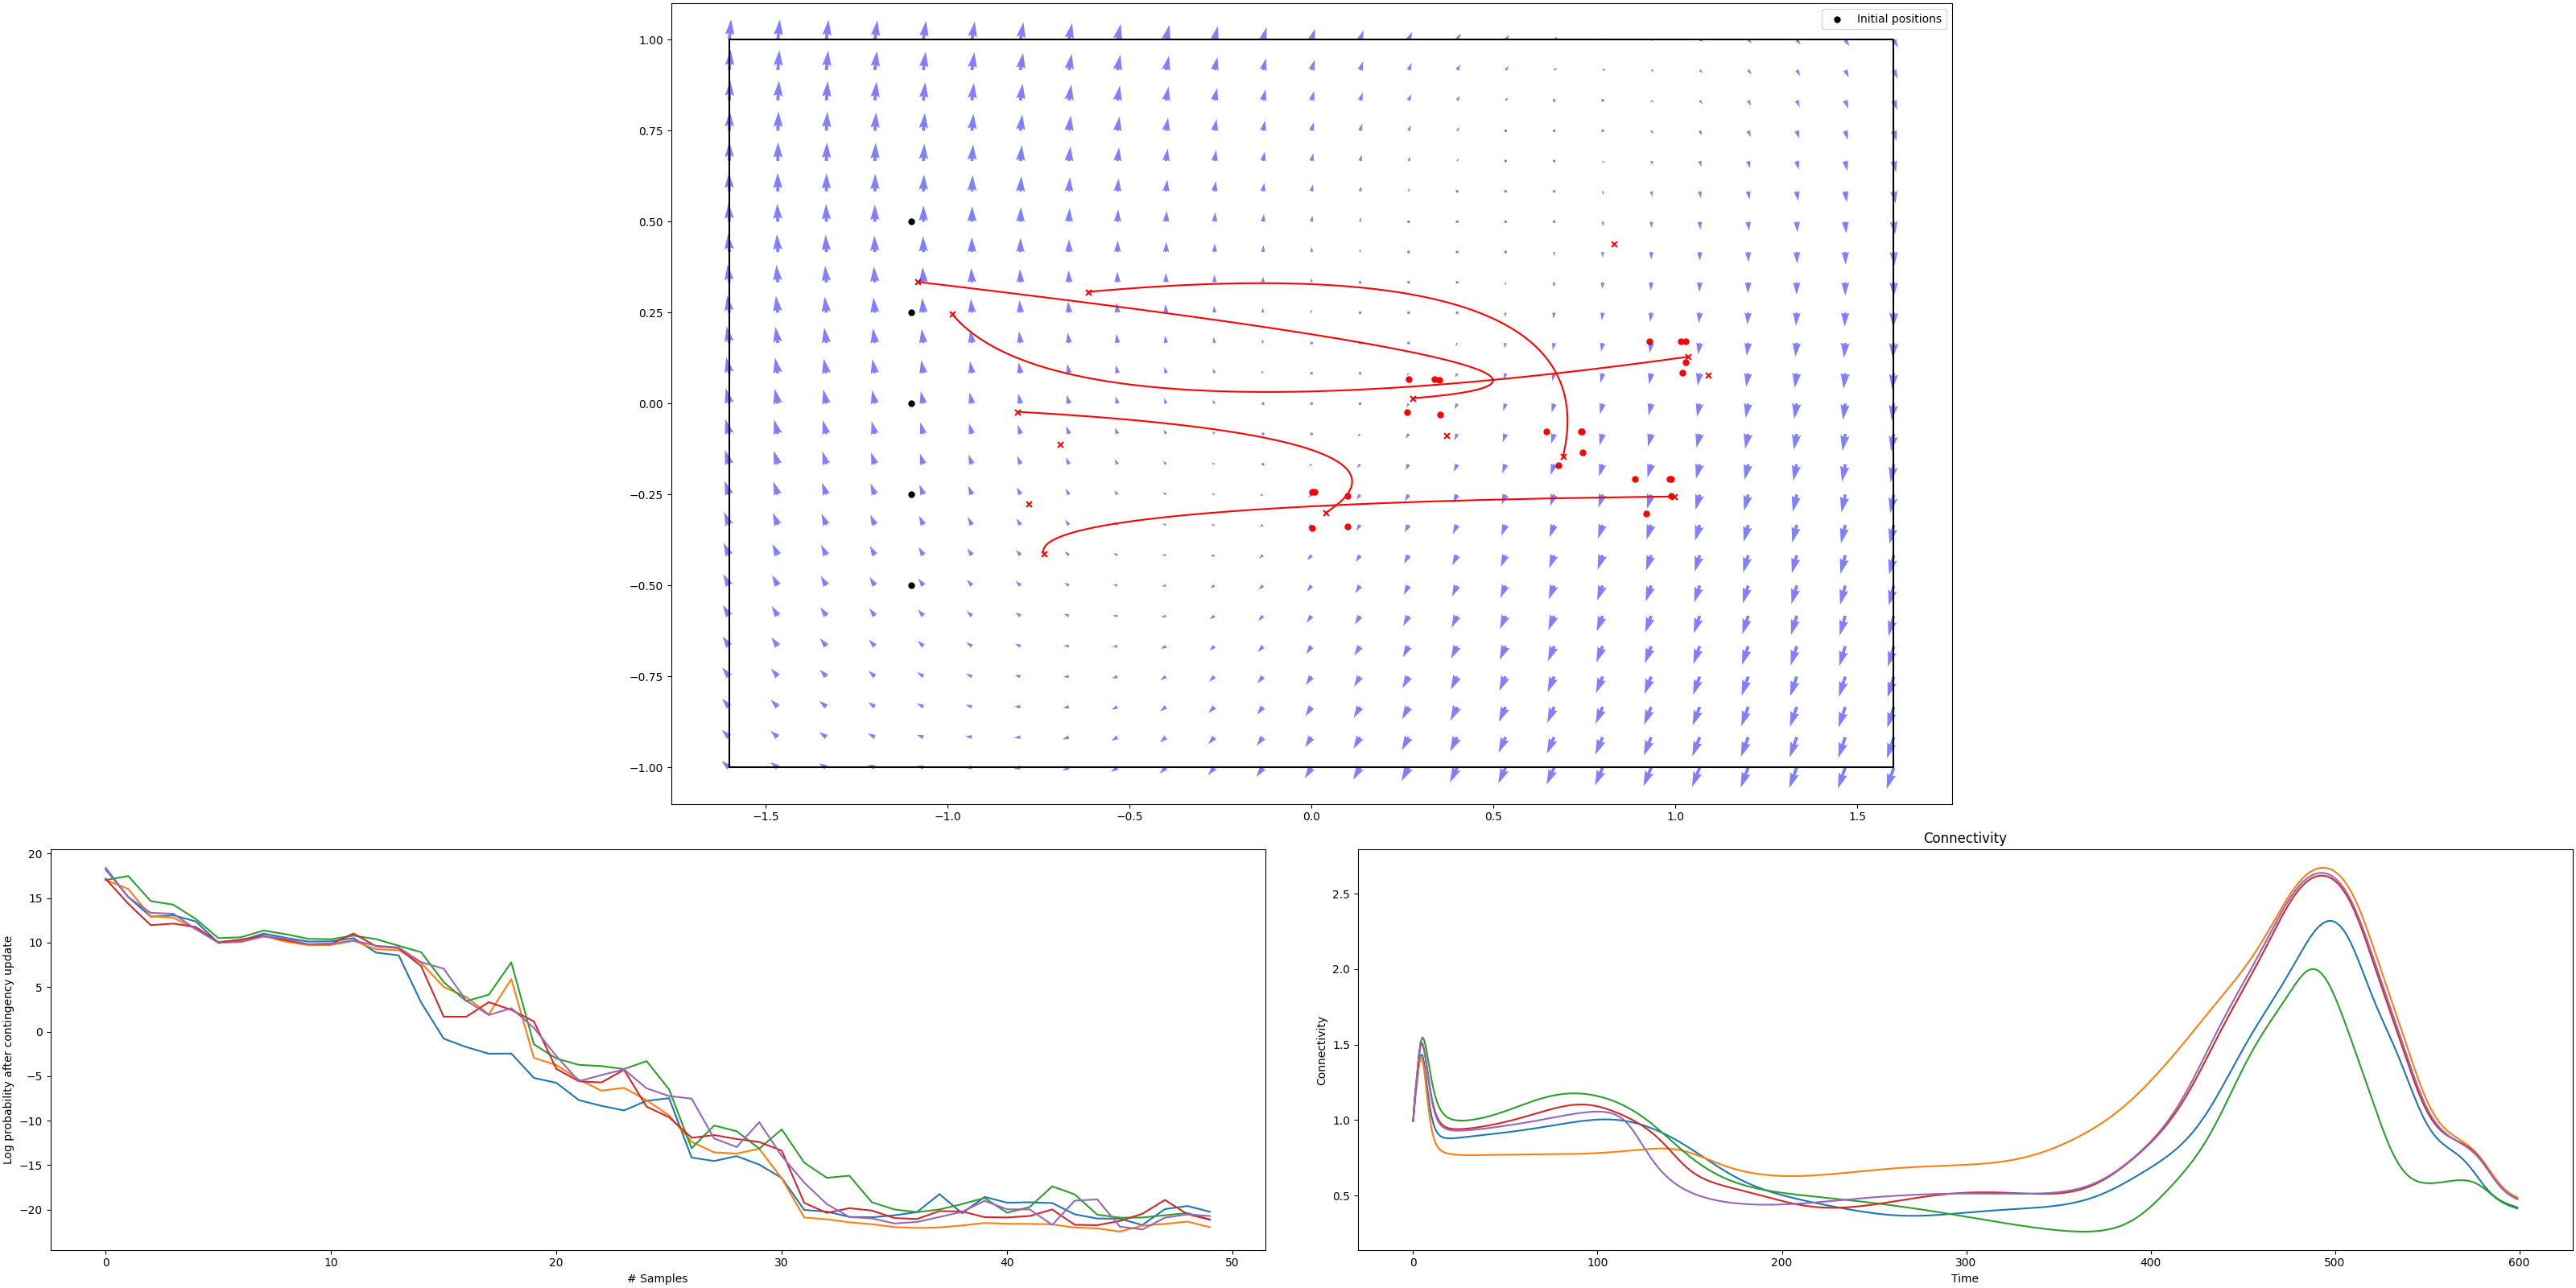 Initial positions
1.00
0.75
0.50
0.25
0.00
−0.25
−0.50
−0.75
−1.00
−1.5 −1.0 −0.5 0.0 0.5 1.0 1.5
Log probability after contingency update
20
15
10
5
0
−5
−10
−15
−20
0 10 20 30 40 50
# Samples
Connectivity
Connectivity
2.5
2.0
1.5
1.0
0.5
0 100 200 300 400 500 600
Time